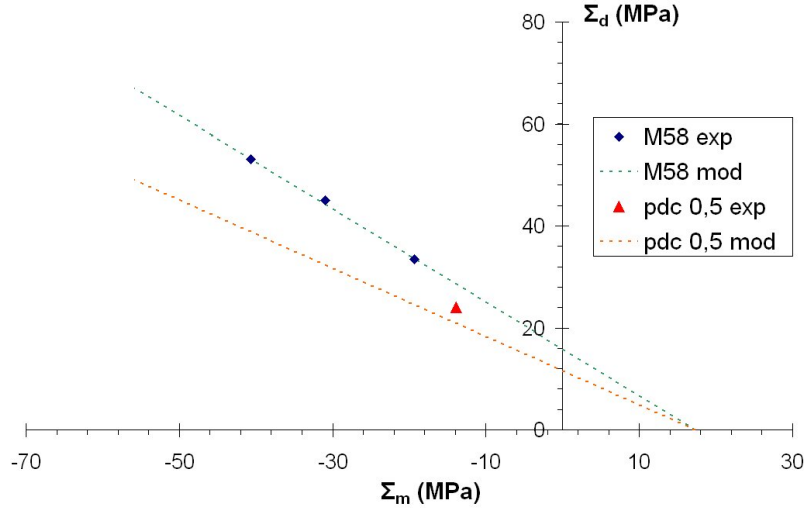 80
Σd (MPa)
60
M58 exp
M58 mod
pdc 0,5 exp
pdc 0,5 mod
40
20
0
-70
-50
-30
-10
10
30
Σm (MPa)